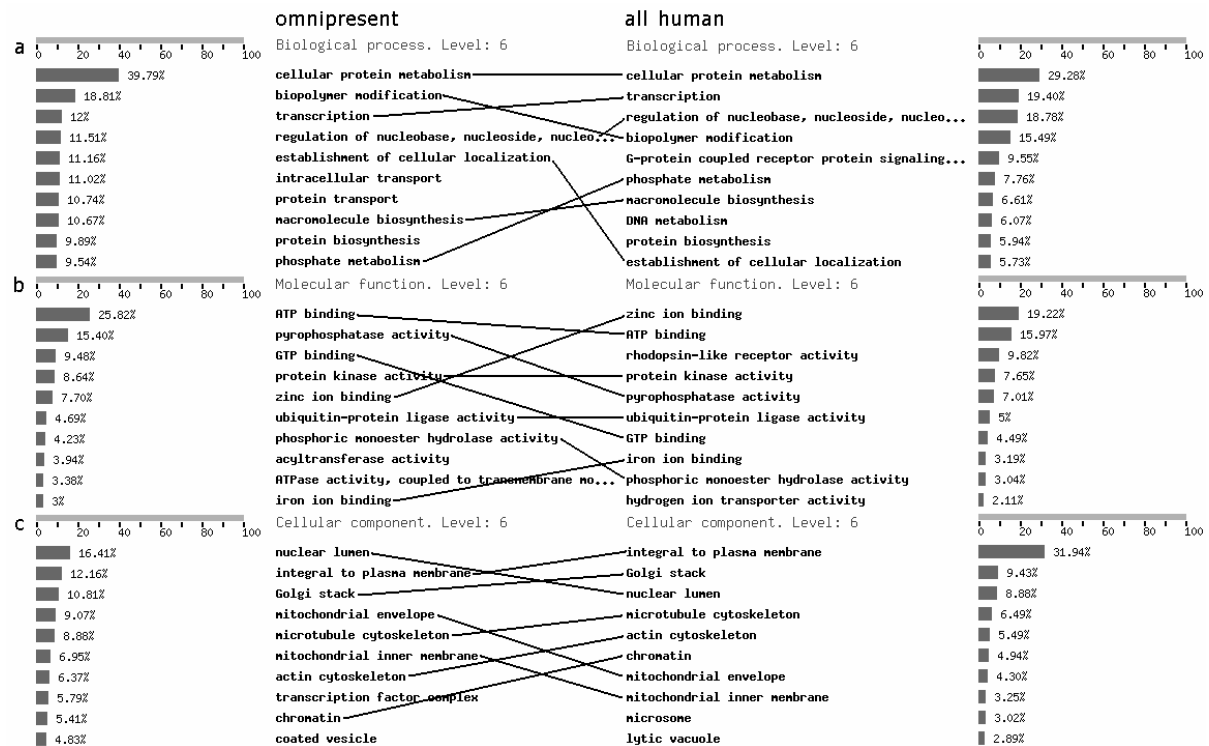 omnipresent all human
a 0 20 40 60 80 100 Biological process. Level: 6 Biological process. Level: 6 0 20 40 60 80 100
39.79% cellular protein metabolism cellular protein metabolism 29.28%
18.81% biopolymer modification transcription 19.40%
12% transcription regulation of nucleobase, nucleoside, nucleo... 18.78%
11.51% regulation of nucleobase, nucleoside, nucleo... biopolymer modification 15.49%
11.16% establishment of cellular localization G-protein coupled receptor protein signaling... 9.55%
11.02% intracellular transport phosphate metabolism 7.76%
10.74% protein transport macromolecule biosynthesis 6.61%
10.67% macromolecule biosynthesis DNA metabolism 6.07%
9.89% protein biosynthesis protein biosynthesis 5.94%
9.54% phosphate metabolism establishment of cellular localization 5.73%
b 0 20 40 60 80 100 Molecular function. Level: 6 Molecular function. Level: 6 0 20 40 60 80 100
25.82% ATP binding zinc ion binding 19.22%
15.40% pyrophosphatase activity ATP binding 15.97%
9.48% GTP binding rhodopsin-like receptor activity 9.82%
8.64% protein kinase activity protein kinase activity 7.65%
7.70% zinc ion binding pyrophosphatase activity 7.01%
4.69% ubiquitin-protein ligase activity ubiquitin-protein ligase activity 5%
4.23% phosphoric monoester hydrolase activity GTP binding 4.49%
3.94% acyltransferase activity iron ion binding 3.19%
3.38% ATPase activity, coupled to transmembrane mo... phosphoric monoester hydrolase activity 3.04%
3% iron ion binding hydrogen ion transporter activity 2.11%
c 0 20 40 60 80 100 Cellular component. Level: 6 Cellular component. Level: 6 0 20 40 60 80 100
16.41% nuclear lumen integral to plasma membrane 31.94%
12.16% integral to plasma membrane Golgi stack 9.43%
10.81% Golgi stack nuclear lumen 8.88%
9.07% mitochondrial envelope microtubule cytoskeleton 6.49%
8.88% microtubule cytoskeleton actin cytoskeleton 5.49%
6.95% mitochondrial inner membrane chromatin 4.94%
6.37% actin cytoskeleton mitochondrial envelope 4.30%
5.79% transcription factor complex mitochondrial inner membrane 3.25%
5.41% chromatin microsome 3.02%
4.83% coated vesicle lytic vacuole 2.89%